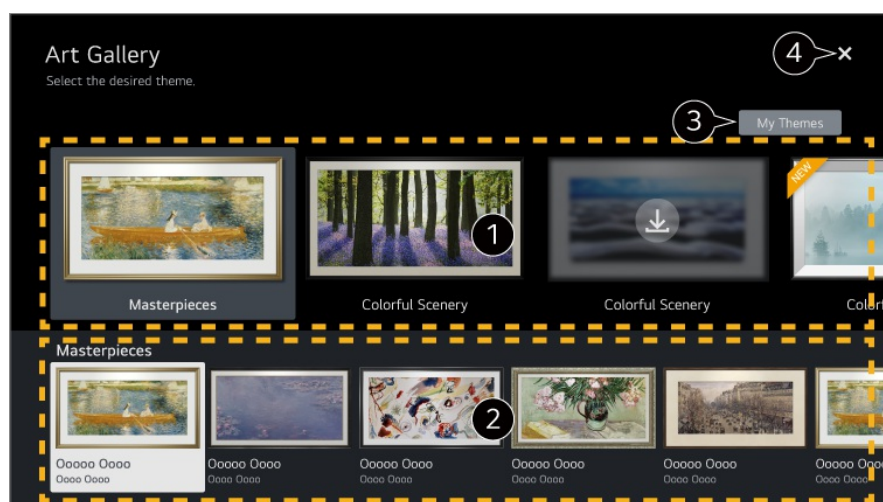 Art Gallery
Select the desired theme.
4
3
My Themes
NEW
1
Masterpieces
Colorful Scenery
Colorful Scenery
Masterpieces
2
Ooooo Oooo
Ooooo Oooo
Ooooo Oooo
Ooooo Oooo
Ooooo Oooo
Oooo Oooo
Oooo Oooo
Oooo Oooo
Oooo Oooo
Oooo Oooo